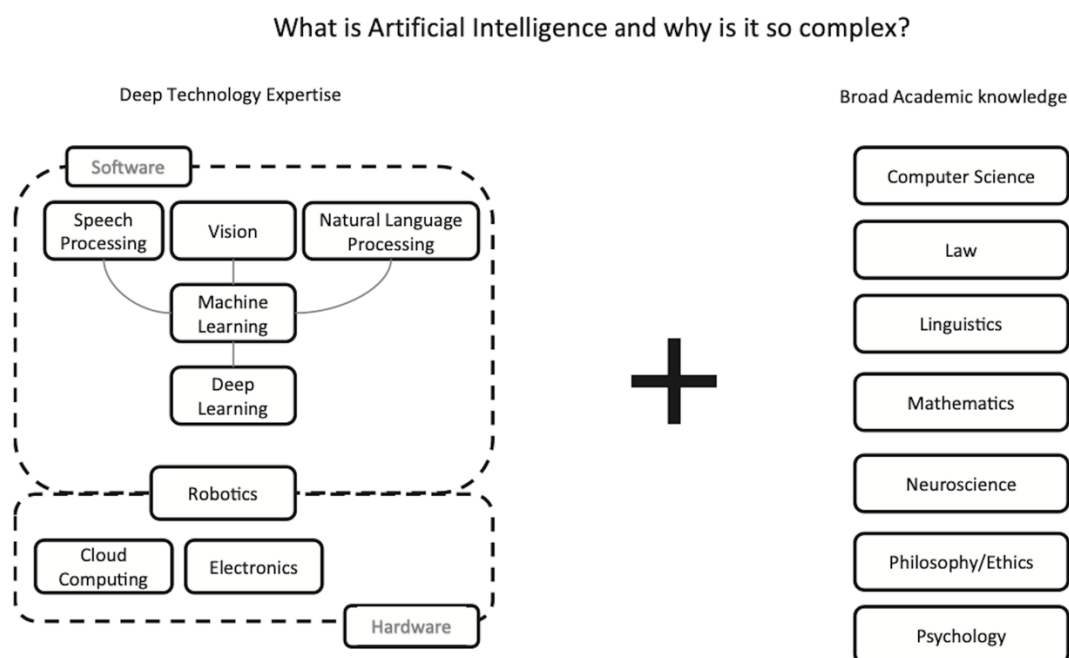 What is Artificial Intelligence and why is it so complex?
Deep Technology Expertise
Software
Speech
Processing
Vision
Natural Language
Processing
Machine
Learning
Deep
Learning
Robotics
Cloud
Computing
Electronics
Hardware
Broad Academic knowledge
Computer Science
Law
Linguistics
Mathematics
Neuroscience
Philosophy/Ethics
Psychology